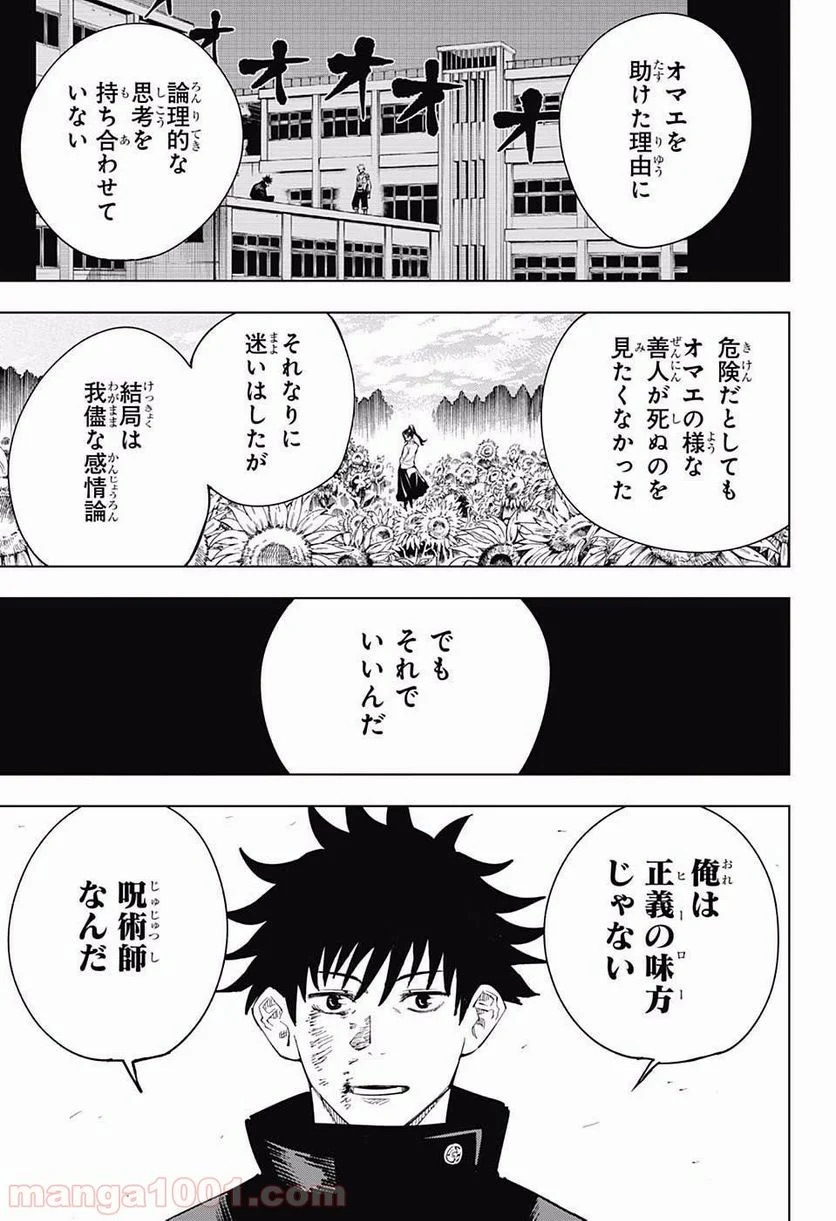 オマエを
助けた理由に
論理的な
思考を
持ち合わせて
いない
オオオオオ
危険だとしても
オマエの様な
善人が死ぬのを
見たくなかった
それなりに
迷いはしたが
結局は
我儘な感情論
でも
それで
いいんだ
俺は
正義の味方
じゃない
呪術師
なんだ
manga1001.com